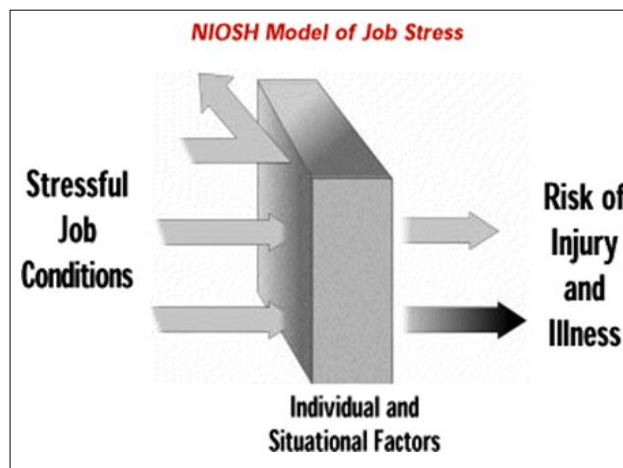 NIOSH Model of Job Stress
Stressful
Job
Conditions
Risk of
Injury
and
Illness
Individual and
Situational Factors